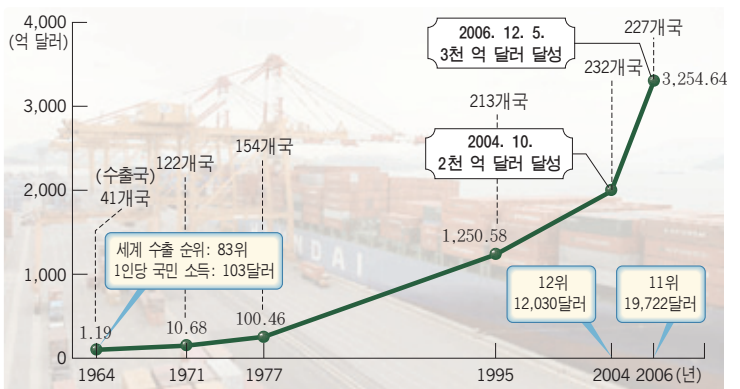 4,000
(억 달러)
3,000
2,000
1,000
0
2006. 12. 5.
3천 억 달러 달성
227개국
232개국
3,254.64
213개국
2004. 10.
2천 억 달러 달성
154개국
122개국
(수출국)
41개국
세계 수출 순위: 83위
1인당 국민 소득: 103달러
1,250.58
1.19
10.68
100.46
12위
12,030달러
11위
19,722달러
NDAI
1964
1971
1977
1995
2004
2006
(년)